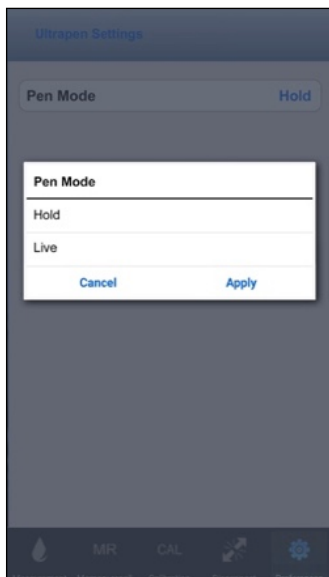 Ultrapen Settings
Pen Mode Hold
Pen Mode
Hold
Live
Cancel Apply
MR CAL